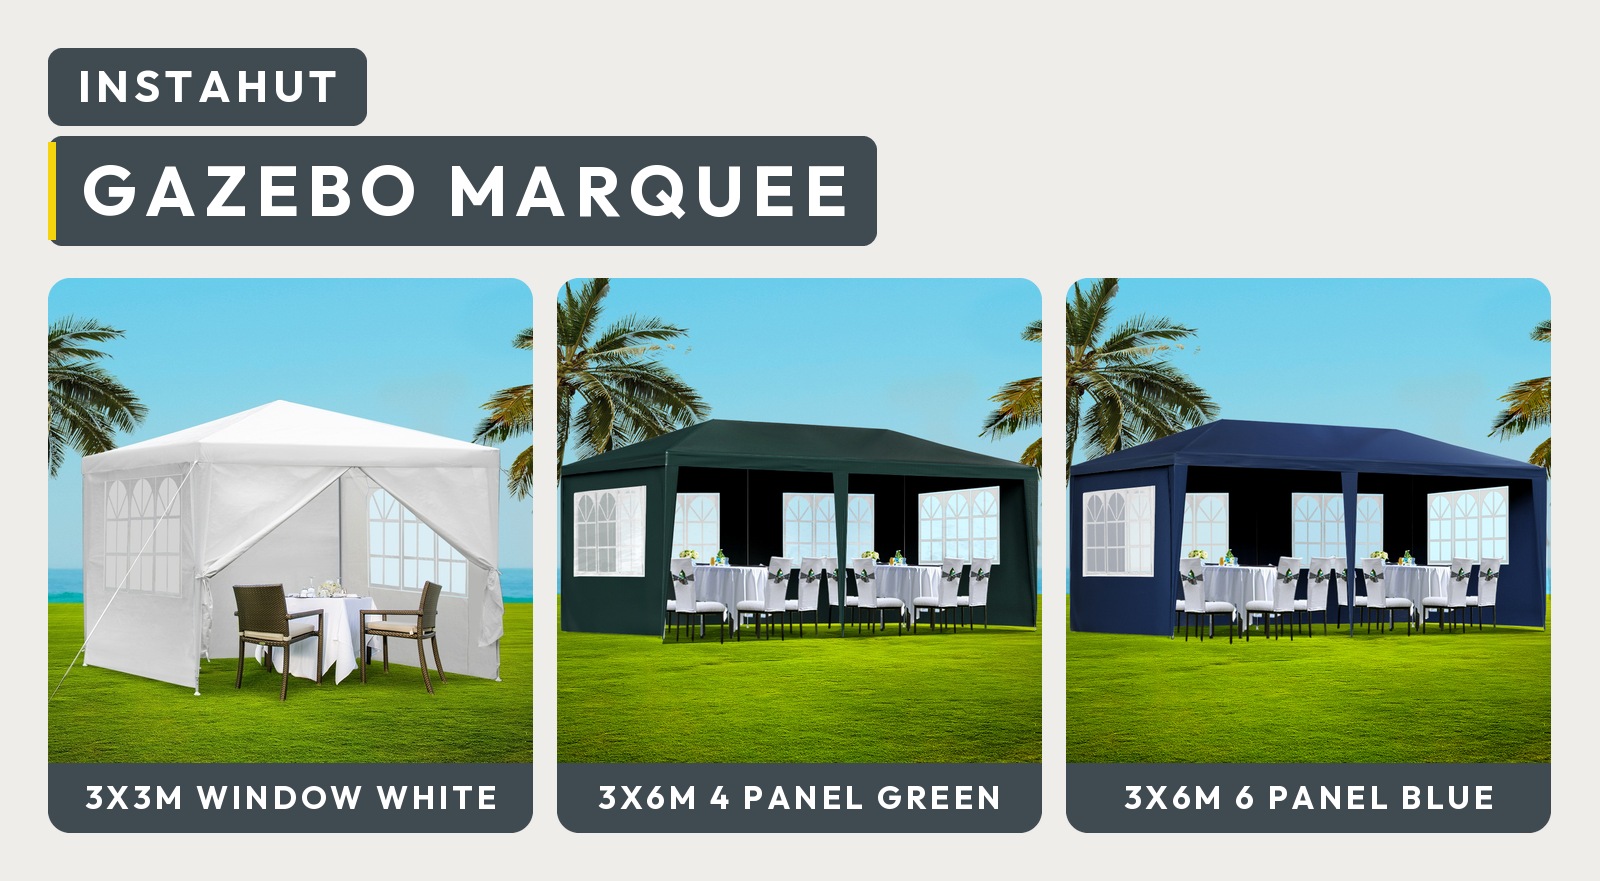 INSTAHUT
GAZEBO MARQUEE
3X3M WINDOW WHITE
3X6M 4 PANEL GREEN
3X6M 6 PANEL BLUE